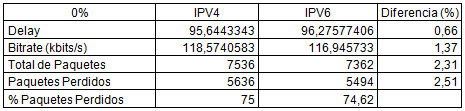 0% IPV4 IPV6 Diferencia (%)
Delay 95,6443343 96,27577406 0,66
Bitrate (kbits/s) 118,5740583 116,945733 1,37
Total de Paquetes 7536 7362 2,31
Paquetes Perdidos 5636 5494 2,51
% Paquetes Perdidos 75 74,62